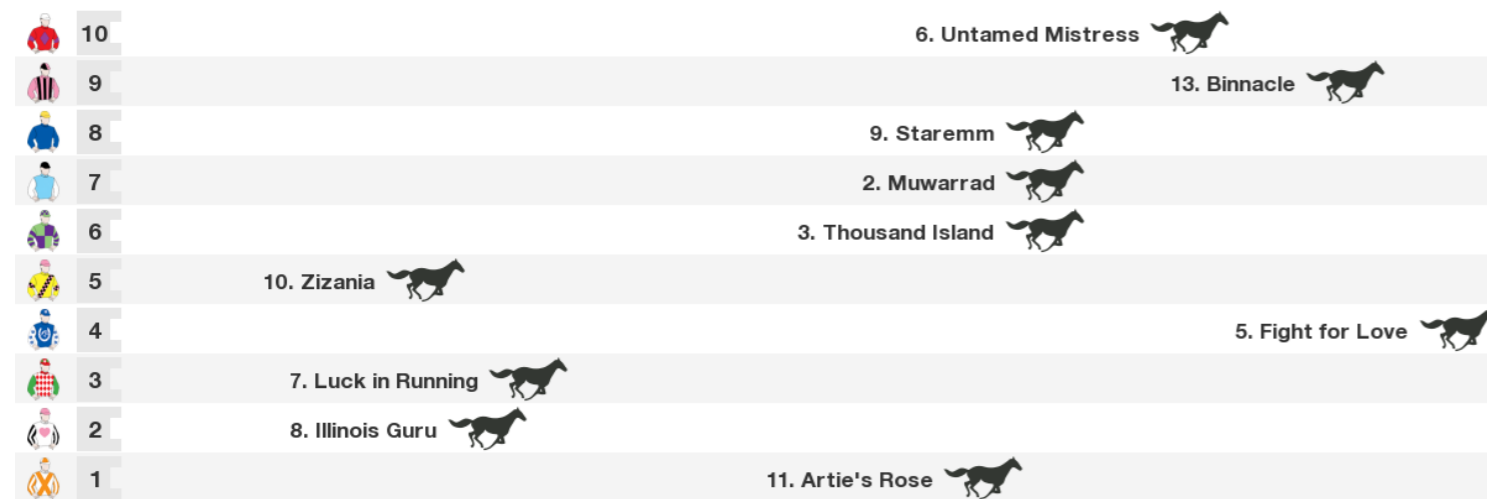 10 6. Untamed Mistress
9 13. Binnacle
8 9. Staremm
7 2. Muwarrad
6 3. Thousand Island
5 10. Zizania
4 5. Fight for Love
3 7. Luck in Running
2 8. Illinois Guru
1 11. Artie's Rose